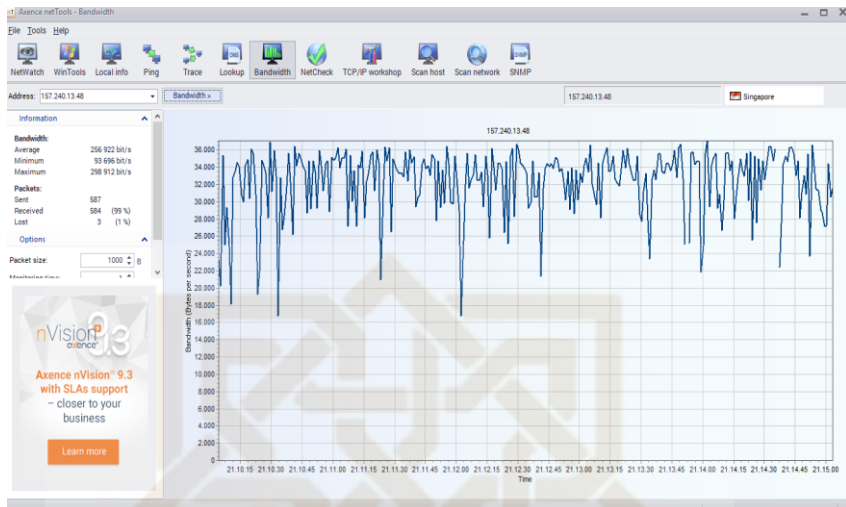 Axence netTools - Bandwidth
File Tools Help
NetWatch WinTools Local info Ping Trace Lookup Bandwidth NetCheck TCP/IP workshop Scan host Scan network SNMP
Address: 157.240.13.48 Bandwidth » 157.240.13.48 Singapore
Information
Bandwidth:
Average 256 922 bit/s
Minimum 93 696 bit/s
Maximum 298 912 bit/s
Packets:
Sent 587
Received 584 (99 %)
Lost 3 (1 %)
Options
Packet size: 1000 B
nVision 9.3
axence
Axence nVision® 9.3
with SLAs support
– closer to your
business
Learn more
157.240.13.48
36.000
34.000
32.000
30.000
28.000
26.000
24.000
22.000
20.000
18.000
16.000
14.000
12.000
10.000
8.000
6.000
4.000
2.000
0
Bandwidth (Bytes per second)
21.10.15 21.10.30 21.10.45 21.11.00 21.11.15 21.11.30 21.11.45 21.12.00 21.12.15 21.12.30 21.12.45 21.13.00 21.13.15 21.13.30 21.13.45 21.14.00 21.14.15 21.14.30 21.14.45 21.15.00
Time